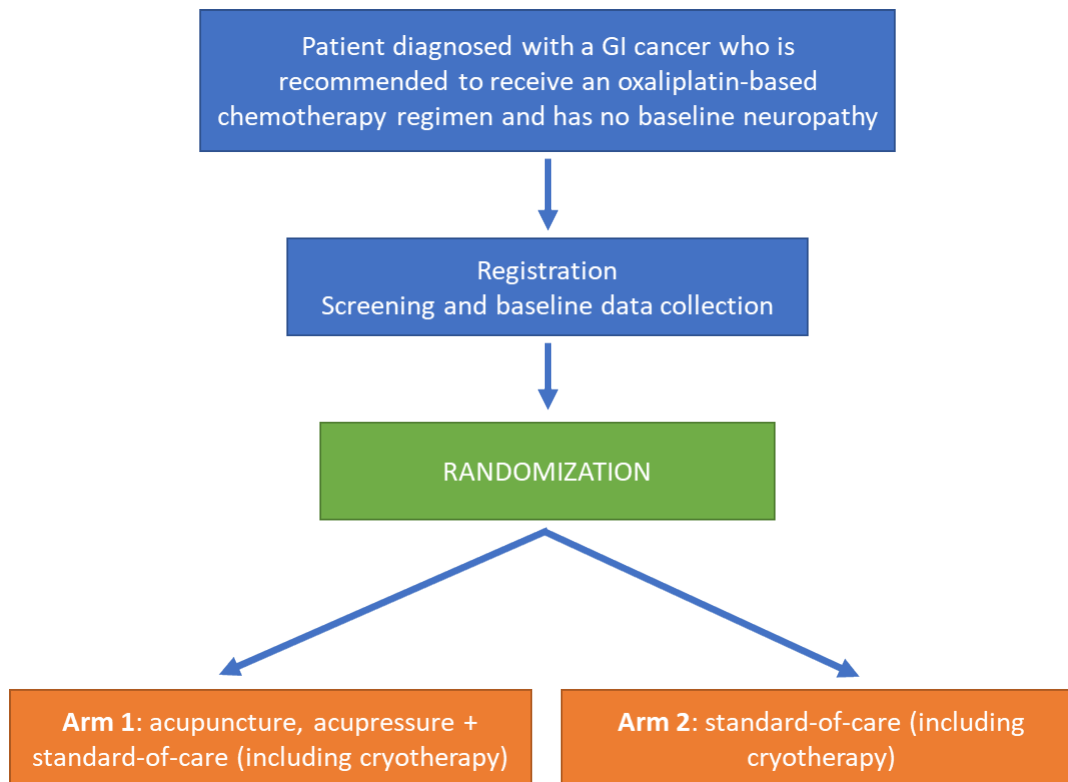 Patient diagnosed with a GI cancer who is
recommended to receive an oxaliplatin-based
chemotherapy regimen and has no baseline neuropathy
Registration
Screening and baseline data collection
RANDOMIZATION
Arm 1: acupuncture, acupressure +
standard-of-care (including cryotherapy)
Arm 2: standard-of-care (including
cryotherapy)